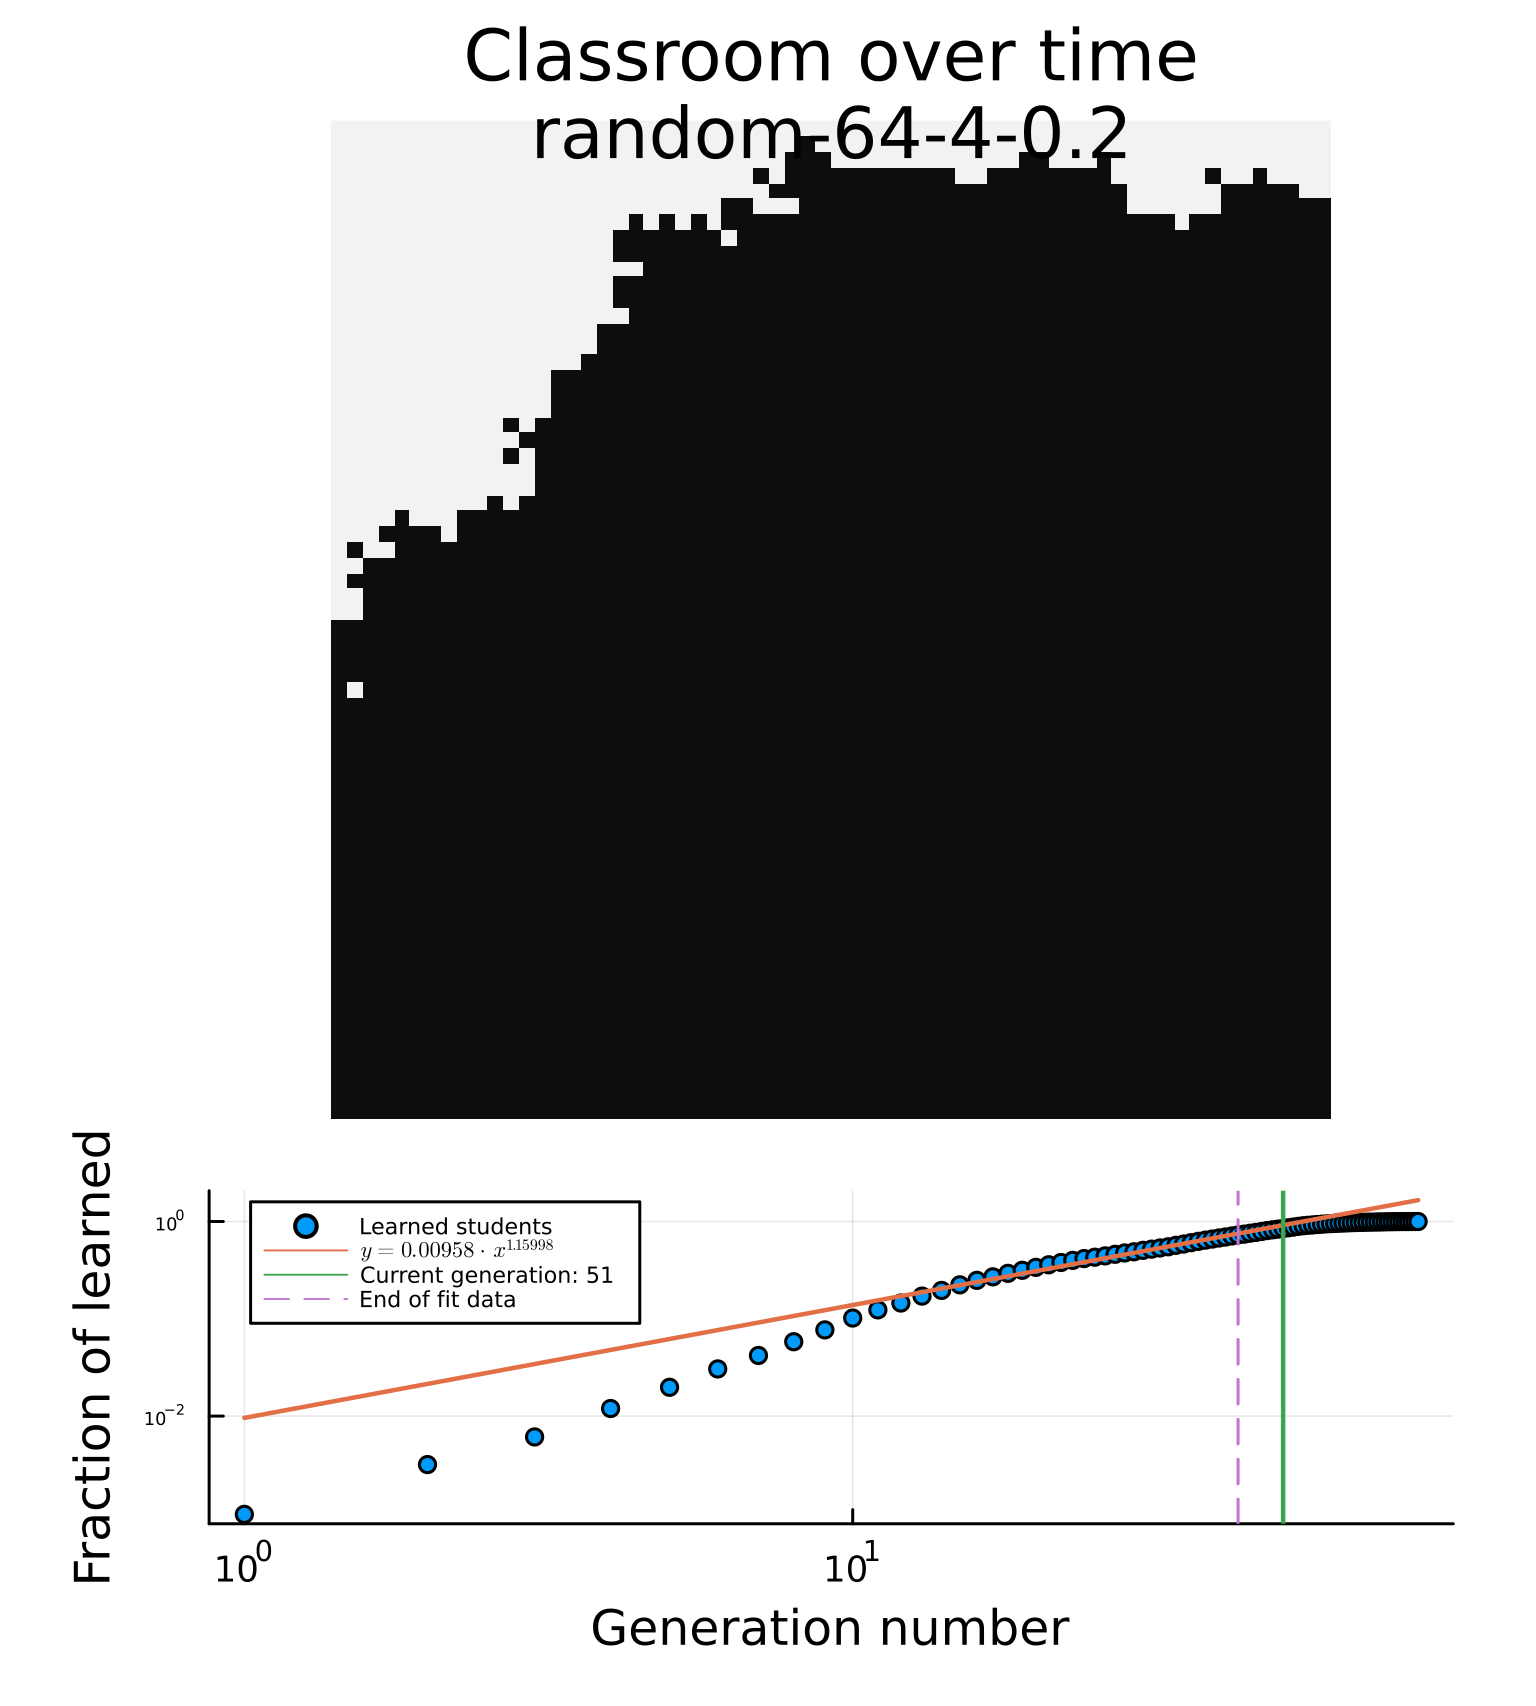 Classroom over time
random-64-4-0.2
Fraction of learned
10^0
10^-2
Learned students
y = 0.00958 · x^1.15998
Current generation: 51
End of fit data
10^0
10^1
Generation number